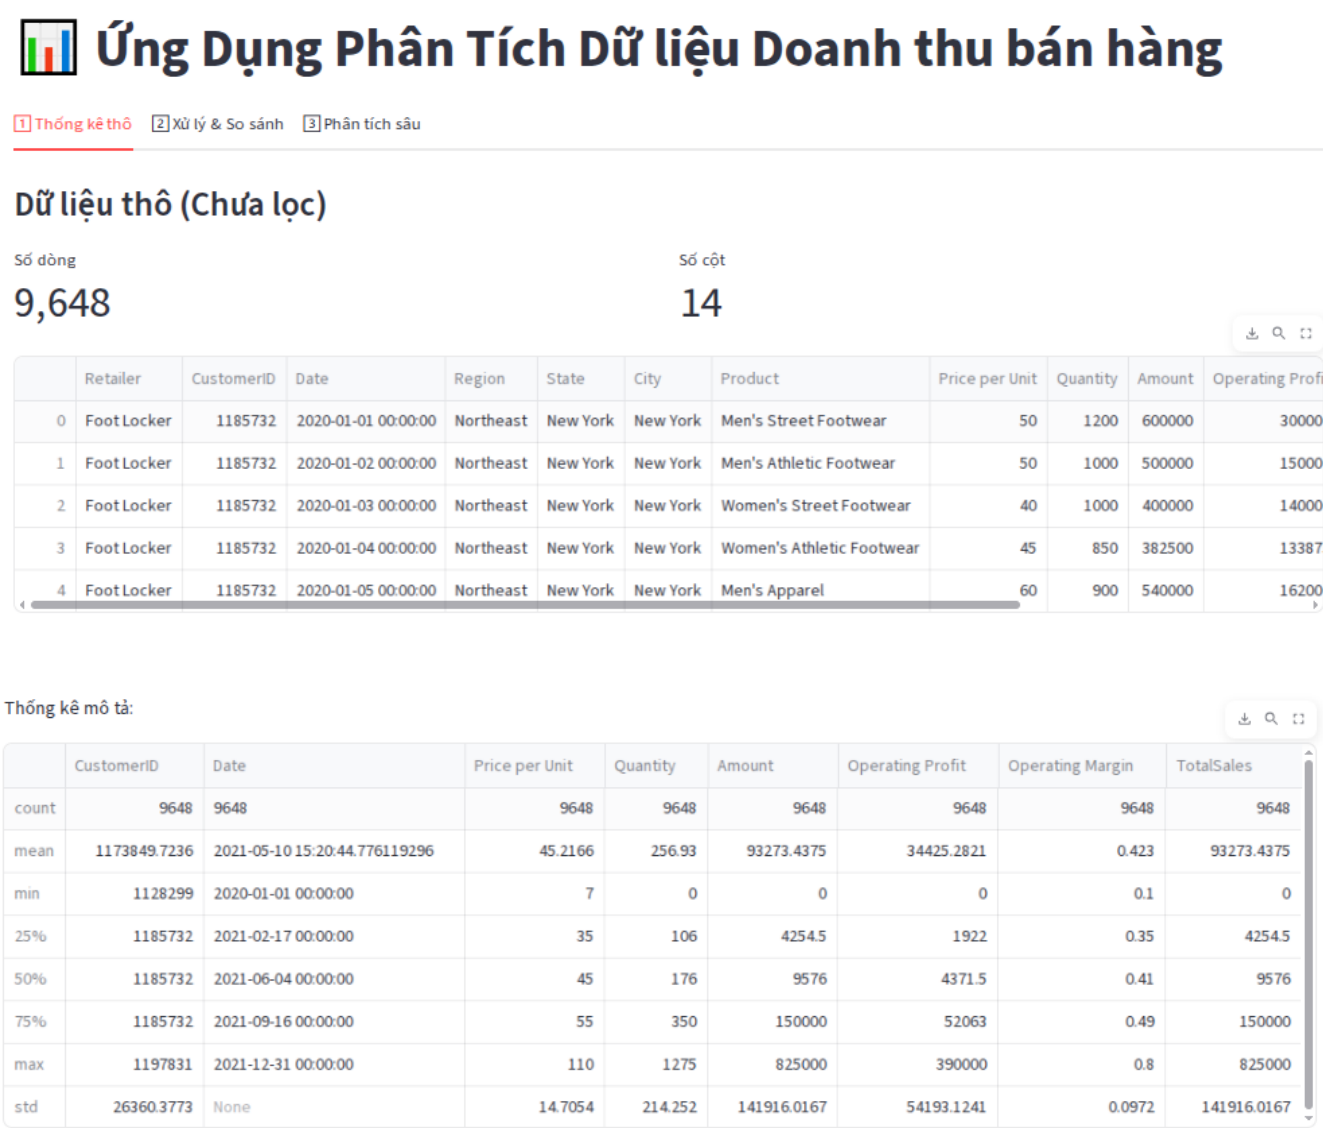 Ứng Dụng Phân Tích Dữ liệu Doanh thu bán hàng
1 Thống kê thô 2 Xử lý & So sánh 3 Phân tích sâu
Dữ liệu thô (Chưa lọc)
Số dòng Số cột
9,648 14
Retailer CustomerID Date Region State City Product Price per Unit Quantity Amount Operating Profi
0 Foot Locker 1185732 2020-01-01 00:00:00 Northeast New York New York Men's Street Footwear 50 1200 600000 30000
1 Foot Locker 1185732 2020-01-02 00:00:00 Northeast New York New York Men's Athletic Footwear 50 1000 500000 15000
2 Foot Locker 1185732 2020-01-03 00:00:00 Northeast New York New York Women's Street Footwear 40 1000 400000 14000
3 Foot Locker 1185732 2020-01-04 00:00:00 Northeast New York New York Women's Athletic Footwear 45 850 382500 13387
4 Foot Locker 1185732 2020-01-05 00:00:00 Northeast New York New York Men's Apparel 60 900 540000 16200
Thống kê mô tả:
CustomerID Date Price per Unit Quantity Amount Operating Profit Operating Margin TotalSales
count 9648 9648 9648 9648 9648 9648 9648 9648
mean 1173849.7236 2021-05-10 15:20:44.776119296 45.2166 256.93 93273.4375 34425.2821 0.423 93273.4375
min 1128299 2020-01-01 00:00:00 7 0 0 0 0.1 0
25% 1185732 2021-02-17 00:00:00 35 106 4254.5 1922 0.35 4254.5
50% 1185732 2021-06-04 00:00:00 45 176 9576 4371.5 0.41 9576
75% 1185732 2021-09-16 00:00:00 55 350 150000 52063 0.49 150000
max 1197831 2021-12-31 00:00:00 110 1275 825000 390000 0.8 825000
std 26360.3773 None 14.7054 214.252 141916.0167 54193.1241 0.0972 141916.0167